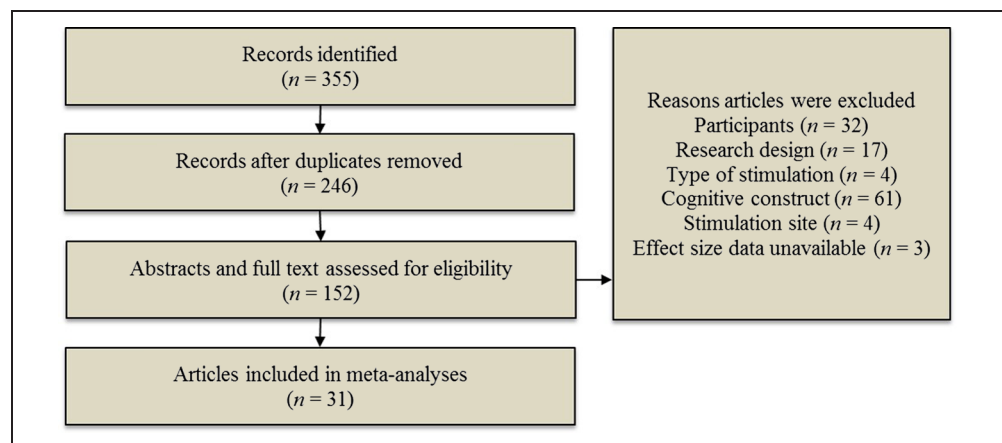 Records identified
(n = 355)
Records after duplicates removed
(n = 246)
Abstracts and full text assessed for eligibility
(n = 152)
Articles included in meta-analyses
(n = 31)
Reasons articles were excluded
Participants (n = 32)
Research design (n = 17)
Type of stimulation (n = 4)
Cognitive construct (n = 61)
Stimulation site (n = 4)
Effect size data unavailable (n = 3)